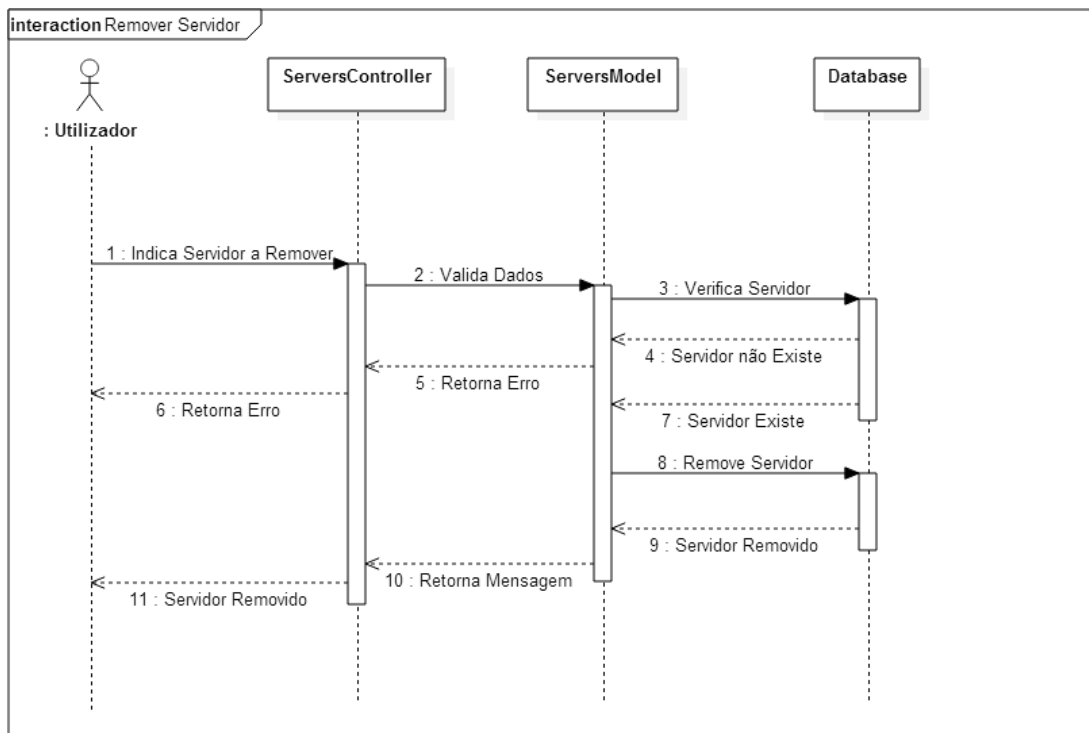 interaction Remover Servidor
ServersController
ServersModel
Database
: Utilizador
1 : Indica Servidor a Remover
2 : Valida Dados
3 : Verifica Servidor
4 : Servidor não Existe
5 : Retorna Erro
6 : Retorna Erro
7 : Servidor Existe
8 : Remove Servidor
9 : Servidor Removido
10 : Retorna Mensagem
11 : Servidor Removido